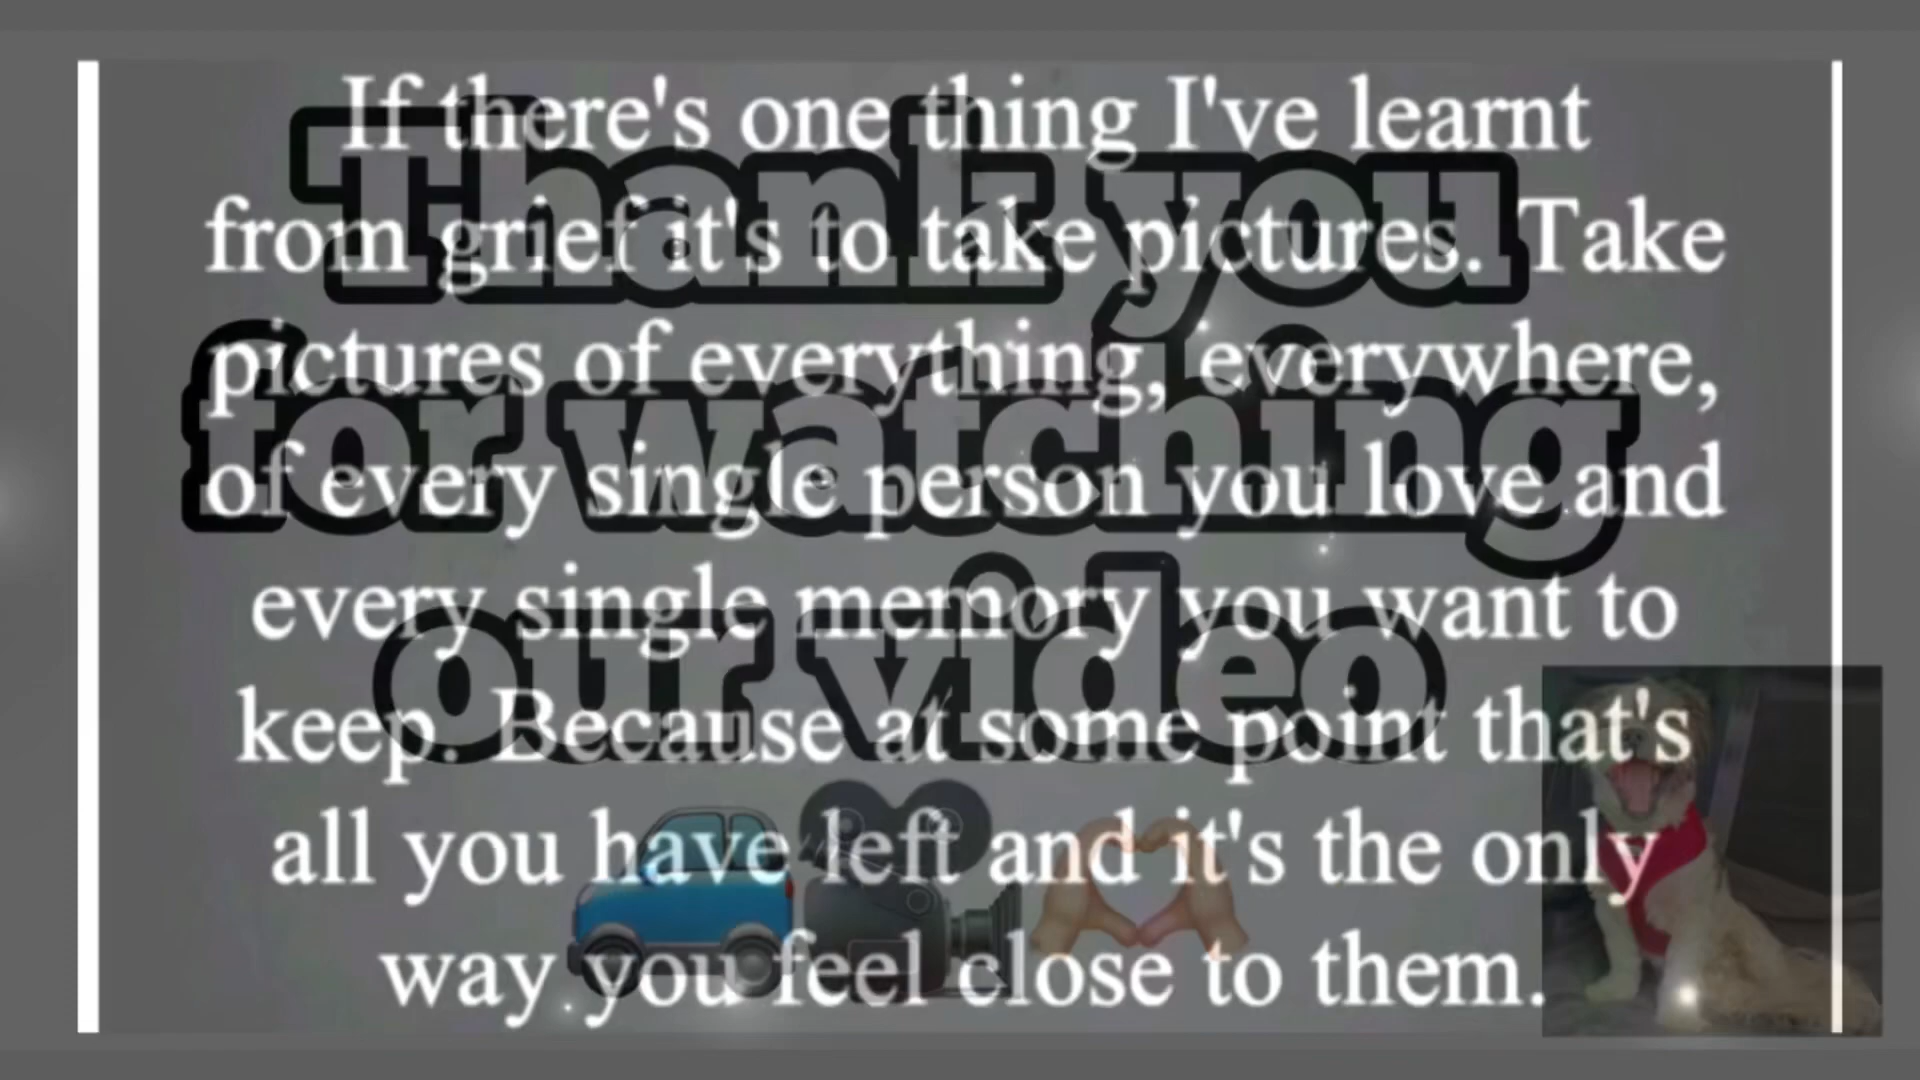 If there's one thing I've learnt
from grief it's to take pictures. Take
pictures of everything, everywhere,
of every single person you love and
every single memory you want to
keep. Because at some point that's
all you have left and it's the only
way you feel close to them.
Thank you
for watching
our video